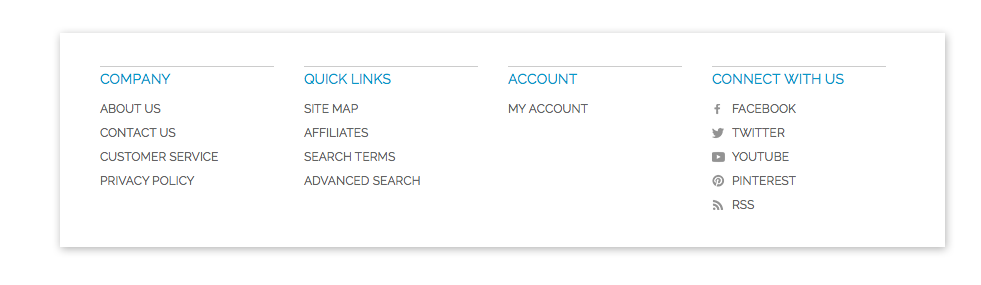 COMPANY
ABOUT US
CONTACT US
CUSTOMER SERVICE
PRIVACY POLICY
QUICK LINKS
SITE MAP
AFFILIATES
SEARCH TERMS
ADVANCED SEARCH
ACCOUNT
MY ACCOUNT
CONNECT WITH US
FACEBOOK
TWITTER
YOUTUBE
PINTEREST
RSS